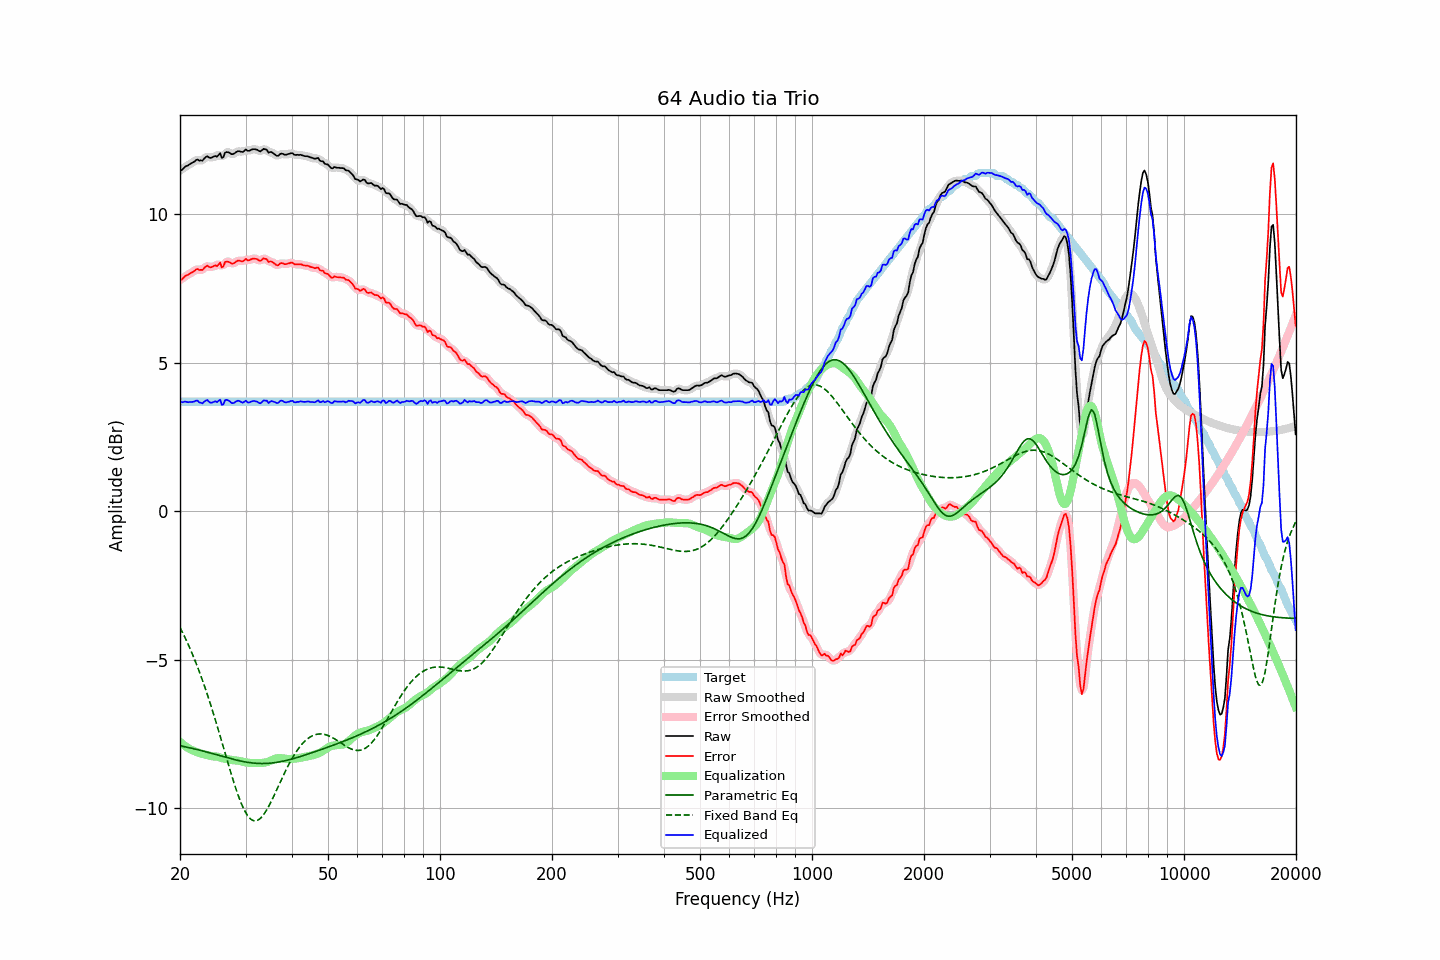 64 Audio tia Trio
Amplitude (dBr)
10
5
0
−5
−10
Target
Raw Smoothed
Error Smoothed
Raw
Error
Equalization
Parametric Eq
Fixed Band Eq
Equalized
20 50 100 200 500 1000 2000 5000 10000 20000
Frequency (Hz)